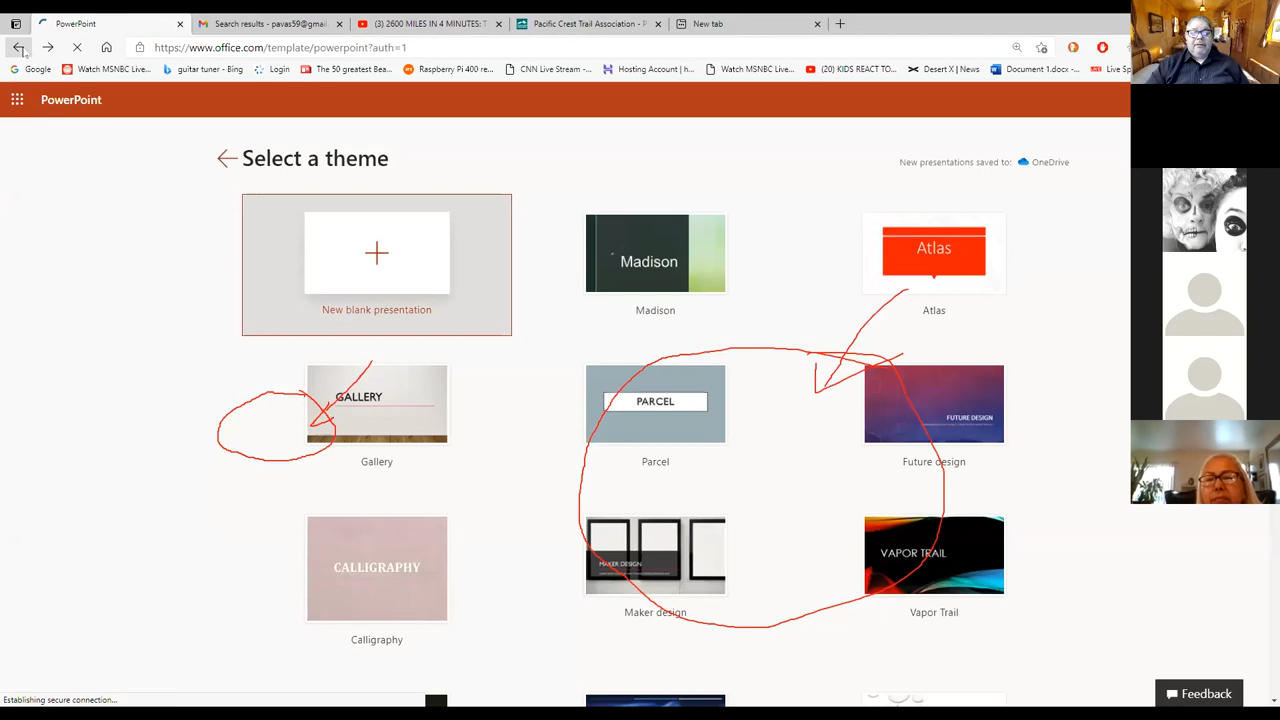 PowerPoint
Search results - pavas59@gmail.
(3) 2600 MILES IN 4 MINUTES: T
Pacific Crest Trail Association - P
New tab
https://www.office.com/template/powerpoint?auth=1
Google
Watch MSNBC Live...
guitar tuner - Bing
Login
The 50 greatest Bea...
Raspberry Pi 400 re...
CNN Live Stream -...
Hosting Account | h...
Watch MSNBC Live...
(20) KIDS REACT TO...
Desert X | News
Document 1.docx -...
LIVE
Live Sp
PowerPoint
Select a theme
New presentations saved to: OneDrive
New blank presentation
Madison
Madison
Atlas
Atlas
GALLERY
Gallery
PARCEL
Parcel
FUTURE DESIGN
Future design
CALLIGRAPHY
Calligraphy
MAKER DESIGN
Maker design
VAPOR TRAIL
Vapor Trail
Feedback
Establishing secure connection...